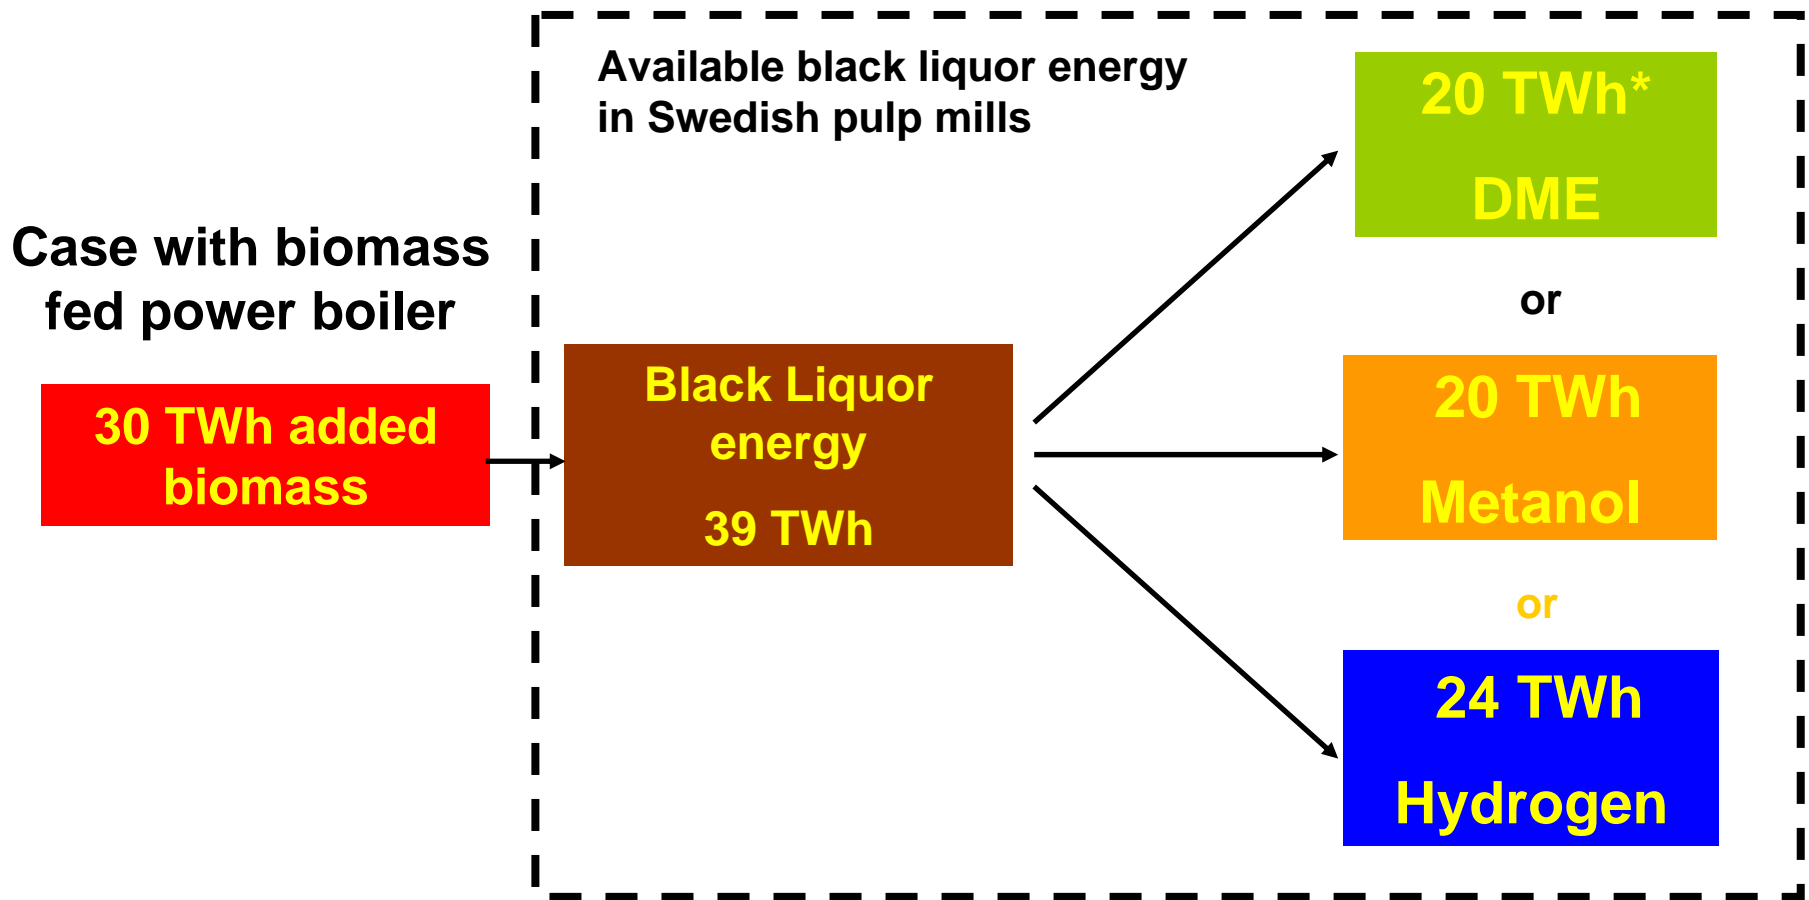 Available black liquor energy
in Swedish pulp mills
Case with biomass
fed power boiler
30 TWh added
biomass
Black Liquor
energy
39 TWh
20 TWh*
DME
or
20 TWh
Metanol
or
24 TWh
Hydrogen